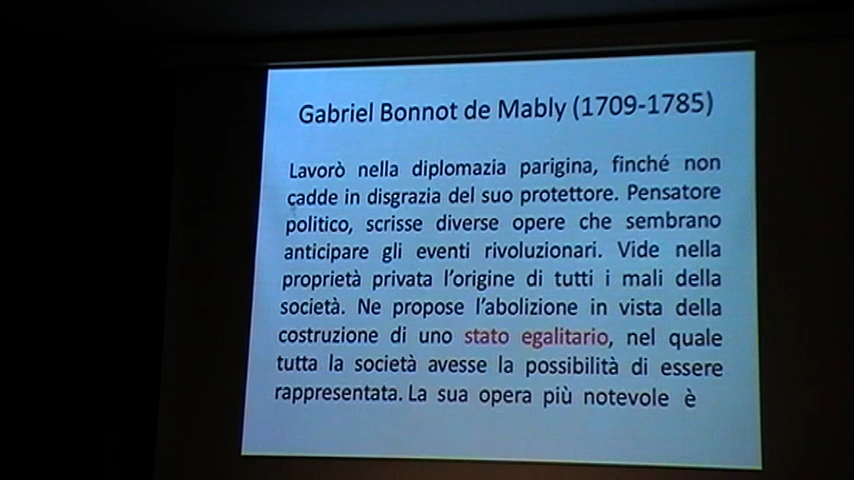 Gabriel Bonnot de Mably (1709-1785)
Lavorò nella diplomazia parigina, finché non
cadde in disgrazia del suo protettore. Pensatore
politico, scrisse diverse opere che sembrano
anticipare gli eventi rivoluzionari. Vide nella
proprietà privata l'origine di tutti i mali della
società. Ne propose l'abolizione in vista della
costruzione di uno stato egalitario, nel quale
tutta la società avesse la possibilità di essere
rappresentata. La sua opera più notevole è